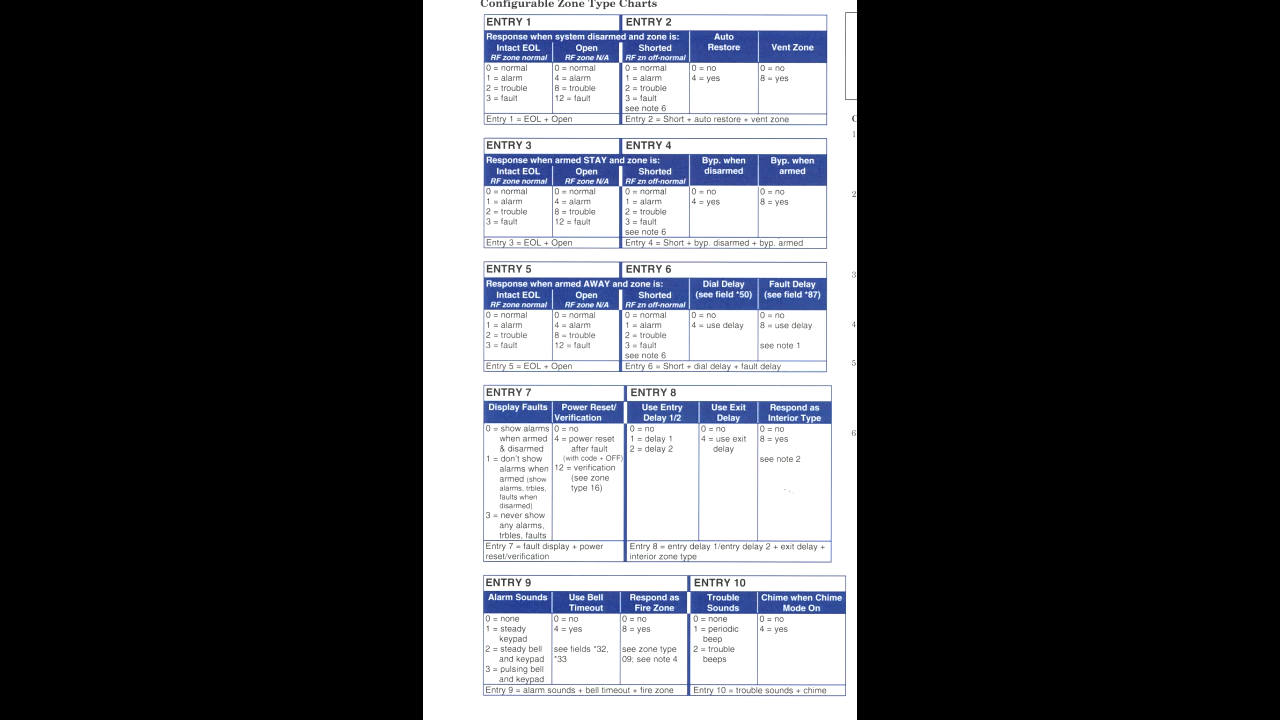 Configurable Zone Type Charts
ENTRY 1 ENTRY 2
Response when system disarmed and zone is: Auto Restore Vent Zone
Intact EOL Open Shorted
RF zone normal RF zone N/A RF zn off-normal
0 = normal 0 = normal 0 = normal 0 = no 0 = no
1 = alarm 4 = alarm 1 = alarm 4 = yes 8 = yes
2 = trouble 8 = trouble 2 = trouble
3 = fault 12 = fault 3 = fault
see note 6
Entry 1 = EOL + Open Entry 2 = Short + auto restore + vent zone
ENTRY 3 ENTRY 4
Response when armed STAY and zone is: Byp. when disarmed Byp. when armed
Intact EOL Open Shorted
RF zone normal RF zone N/A RF zn off-normal
0 = normal 0 = normal 0 = normal 0 = no 0 = no
1 = alarm 4 = alarm 1 = alarm 4 = yes 8 = yes
2 = trouble 8 = trouble 2 = trouble
3 = fault 12 = fault 3 = fault
see note 6
Entry 3 = EOL + Open Entry 4 = Short + byp. disarmed + byp. armed
ENTRY 5 ENTRY 6
Response when armed AWAY and zone is: Dial Delay (see field *50) Fault Delay (see field *87)
Intact EOL Open Shorted
RF zone normal RF zone N/A RF zn off-normal
0 = normal 0 = normal 0 = normal 0 = no 0 = no
1 = alarm 4 = alarm 1 = alarm 4 = use delay 8 = use delay
2 = trouble 8 = trouble 2 = trouble
3 = fault 12 = fault 3 = fault see note 1
see note 6
Entry 5 = EOL + Open Entry 6 = Short + dial delay + fault delay
ENTRY 7 ENTRY 8
Display Faults Power Reset/ Use Entry Use Exit Respond as
Verification Delay 1/2 Delay Interior Type
0 = show alarms 0 = no 0 = no 0 = no 0 = no
when armed 4 = power reset 1 = delay 1 4 = use exit 8 = yes
& disarmed after fault 2 = delay 2 delay
1 = don't show (with code + OFF) see note 2
alarms when 12 = verification
armed (show (see zone
alarms, trbles, type 16)
faults when
disarmed)
3 = never show
any alarms,
trbles, faults
Entry 7 = fault display + power Entry 8 = entry delay 1/entry delay 2 + exit delay +
reset/verification interior zone type
ENTRY 9 ENTRY 10
Alarm Sounds Use Bell Respond as Trouble Chime when Chime
Timeout Fire Zone Sounds Mode On
0 = none 0 = no 0 = no 0 = none 0 = no
1 = steady 4 = yes 8 = yes 1 = periodic 4 = yes
keypad beep
2 = steady bell see fields *32, see zone type 2 = trouble
and keypad *33 09; see note 4 beeps
3 = pulsing bell
and keypad
Entry 9 = alarm sounds + bell timeout + fire zone Entry 10 = trouble sounds + chime
1
2
3
4
5
6